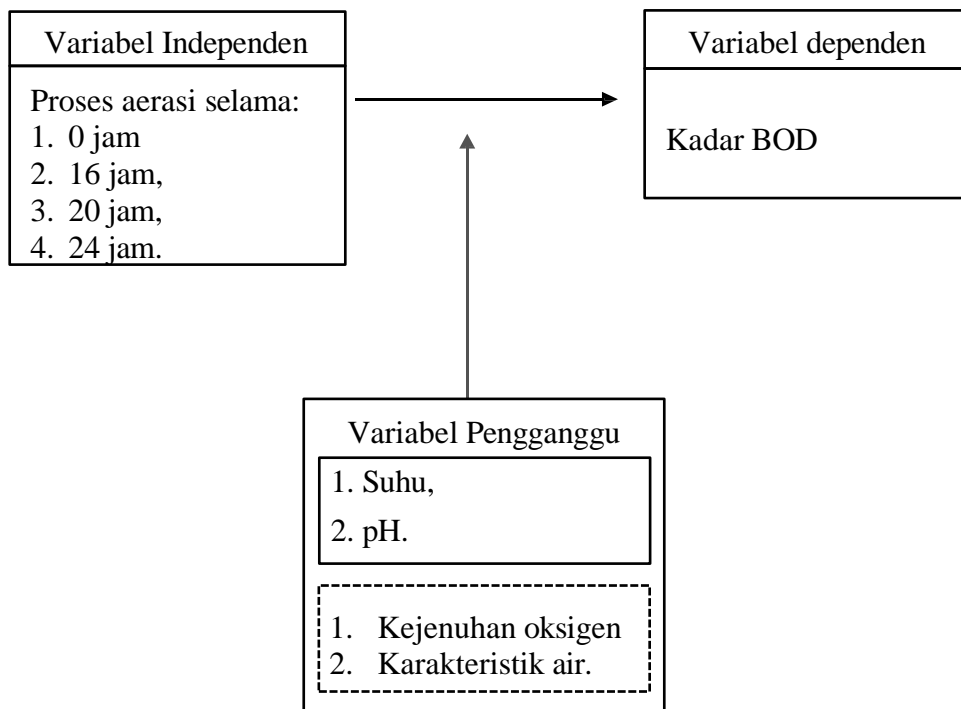 Variabel Independen
Proses aerasi selama:
1. 0 jam
2. 16 jam,
3. 20 jam,
4. 24 jam.
Variabel dependen
Kadar BOD
Variabel Pengganggu
1. Suhu,
2. pH.
1. Kejenuhan oksigen
2. Karakteristik air.